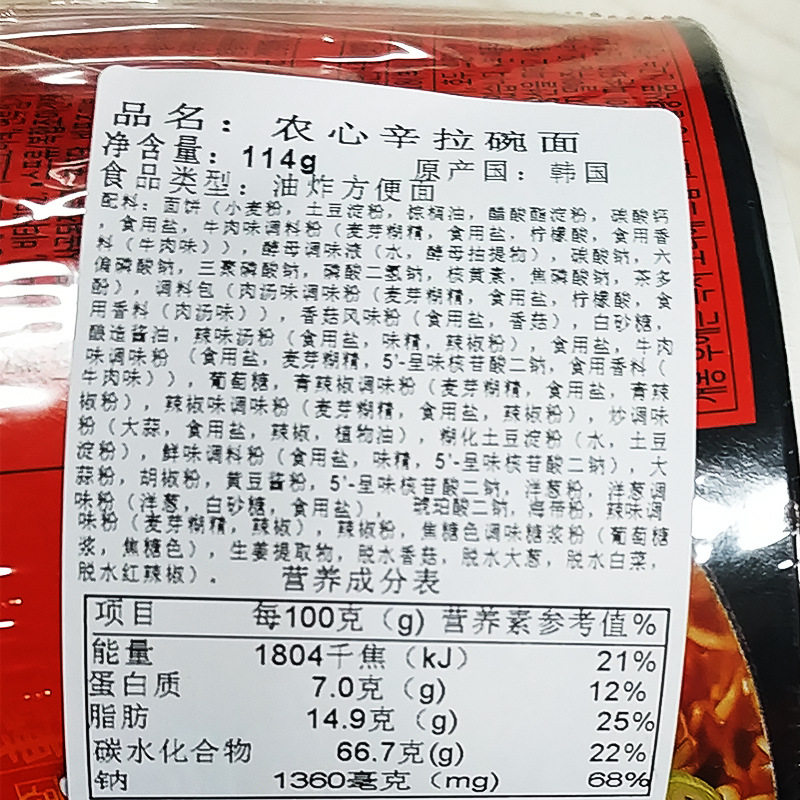 品名：农心辛拉碗面
净含量：114g 原产国：韩国
食品类型：油炸方便面
配料：面饼（小麦粉，土豆淀粉，棕榈油，醋酸酯淀粉，碳酸钙
，食用盐，牛肉味调料粉（麦芽糊精，食用盐，柠檬酸，食用香
料（牛肉味）），酵母调味液（水，酵母抽提物），碳酸钠，六
偏磷酸钠，三聚磷酸钠，磷酸二氢钠，核黄素，焦磷酸钠，茶多
酚），调料包（肉汤味调味粉（麦芽糊精，食用盐，柠檬酸，食
用香料（肉汤味）），香菇风味粉（食用盐，香菇），白砂糖，
酿造酱油，辣味汤粉（食用盐，味精，辣椒粉），食用盐，牛肉
味调味粉（食用盐，麦芽糊精，5'-呈味核苷酸二钠，食用香料（
牛肉味）），葡萄糖，青辣椒调味粉（麦芽糊精，食用盐，青辣
椒粉），辣椒味调味粉（麦芽糊精，食用盐，辣椒粉），炒调味
粉（大蒜，食用盐，辣椒，植物油），糊化土豆淀粉（水，土豆
淀粉），鲜味调料粉（食用盐，味精，5'-呈味核苷酸二钠），大
蒜粉，胡椒粉，黄豆酱粉，5'-呈味核苷酸二钠，洋葱粉，洋葱调
味粉（洋葱，白砂糖，食用盐），琥珀酸二钠，海带粉，辣味调
味粉（麦芽糊精，辣椒），辣椒粉，焦糖色调味糖浆粉（葡萄糖
浆，焦糖色），生姜提取物，脱水香菇，脱水大葱，脱水白菜，
脱水红辣椒）。
营养成分表
项目 每100克（g） 营养素参考值%
能量 1804千焦（kJ） 21%
蛋白质 7.0克（g） 12%
脂肪 14.9克（g） 25%
碳水化合物 66.7克(g) 22%
钠 1360毫克（mg） 68%